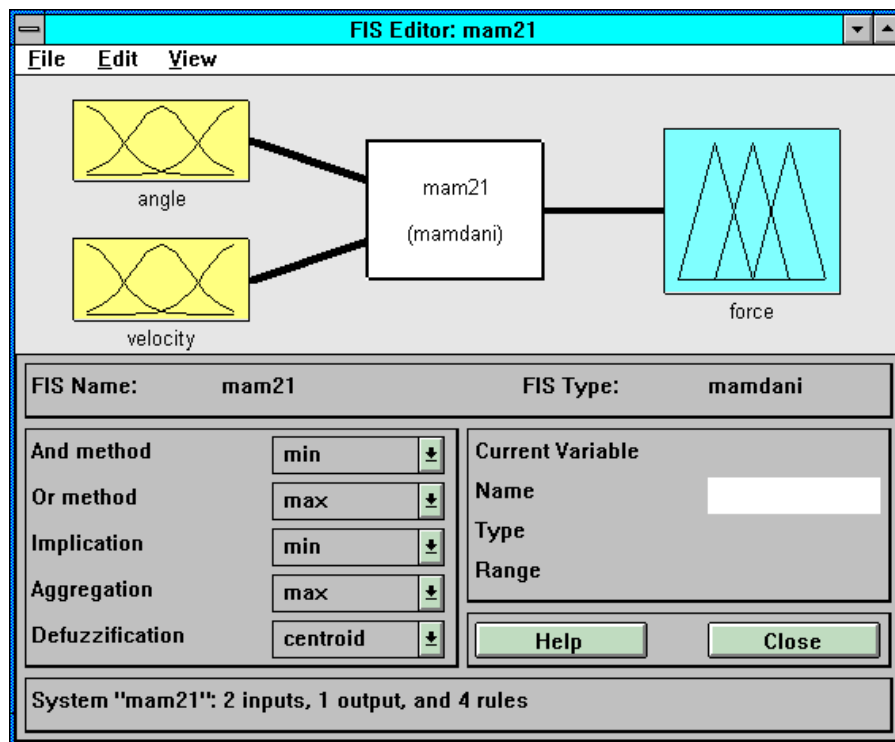 FIS Editor: mam21
File Edit View
angle
mam21
(mamdani)
velocity
force
FIS Name: mam21 FIS Type: mamdani
And method min
Or method max
Implication min
Aggregation max
Defuzzification centroid
Current Variable
Name
Type
Range
Help Close
System "mam21": 2 inputs, 1 output, and 4 rules